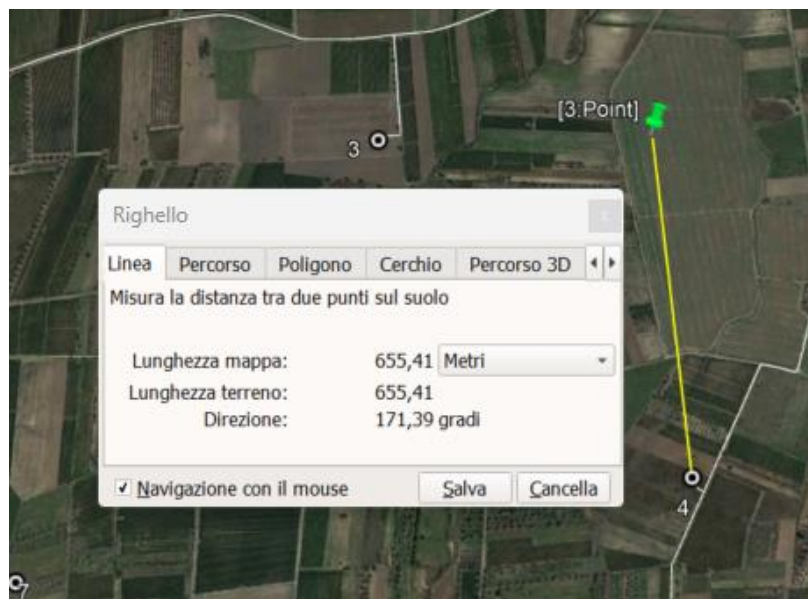 [3:Point]
3
Righello
Linea Percorso Poligono Cerchio Percorso 3D
Misura la distanza tra due punti sul suolo
Lunghezza mappa: 655,41 Metri
Lunghezza terreno: 655,41
Direzione: 171,39 gradi
Navigazione con il mouse Salva Cancella
4
7